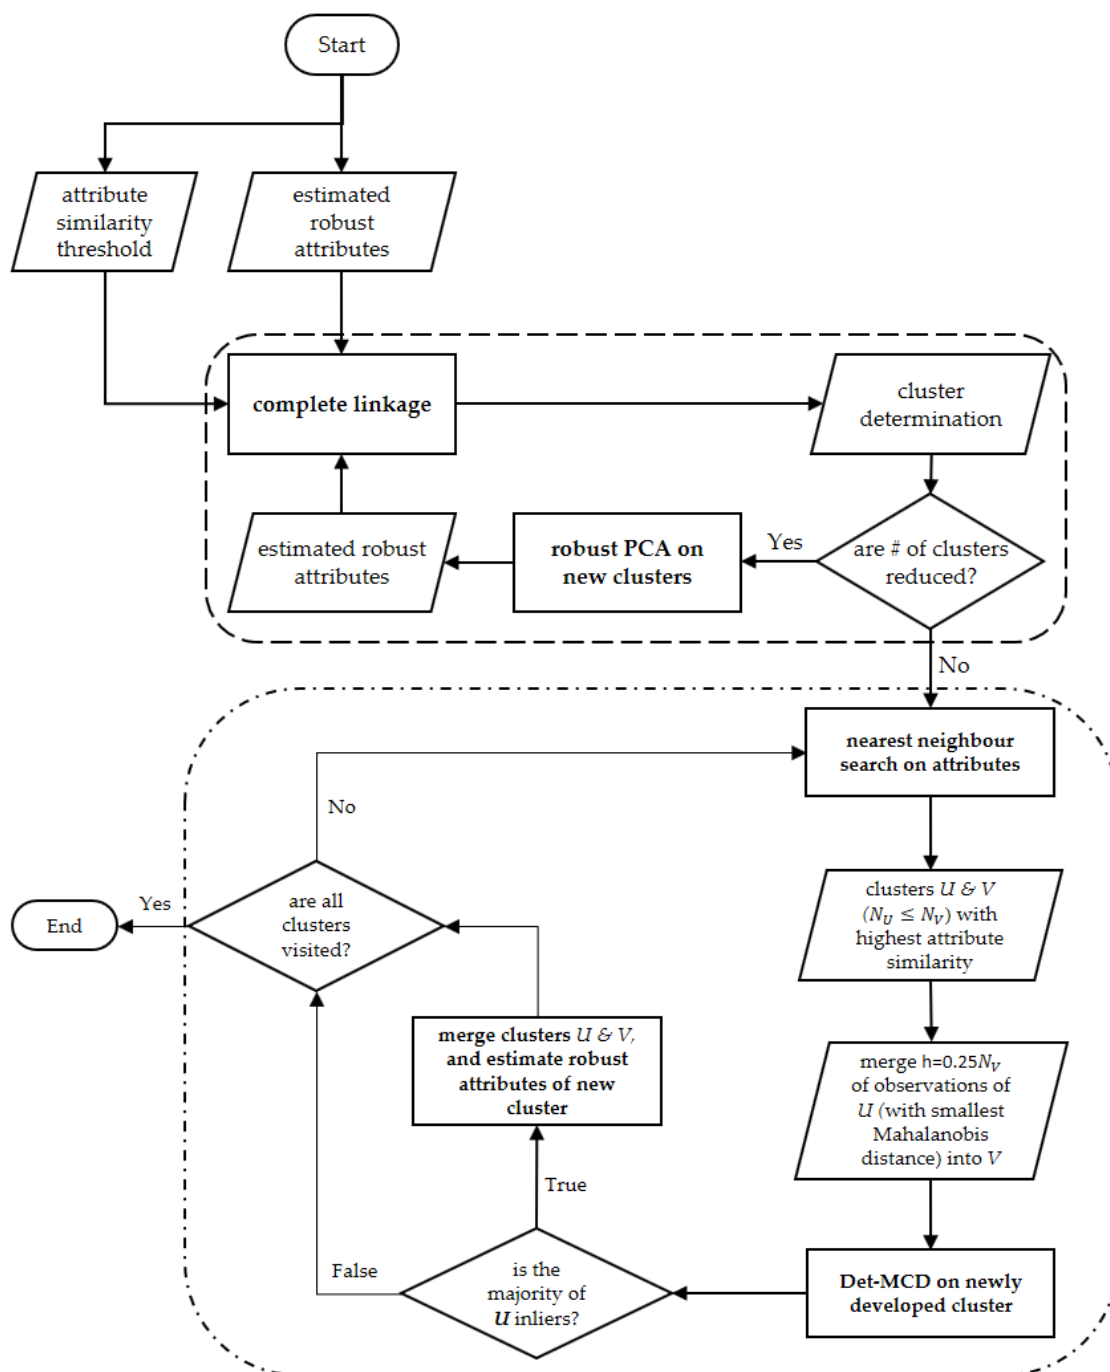 Start
attribute
similarity
threshold
estimated
robust
attributes
complete linkage
cluster
determination
estimated robust
attributes
robust PCA on
new clusters
Yes
are # of clusters
reduced?
No
nearest neighbour
search on attributes
No
clusters U & V
(N_U ≤ N_V) with
highest attribute
similarity
are all
clusters
visited?
Yes
End
merge clusters U & V,
and estimate robust
attributes of new
cluster
merge h=0.25N_V
of observations of
U (with smallest
Mahalanobis
distance) into V
True
False
is the
majority of
U inliers?
Det-MCD on newly
developed cluster